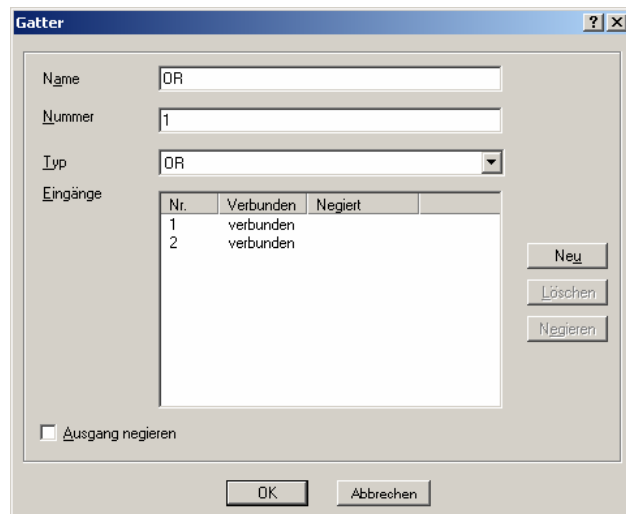 Gatter
Name OR
Nummer 1
Typ OR
Eingänge
Nr. Verbunden Negiert
1 verbunden
2 verbunden
Neu
Löschen
Negieren
Ausgang negieren
OK Abbrechen